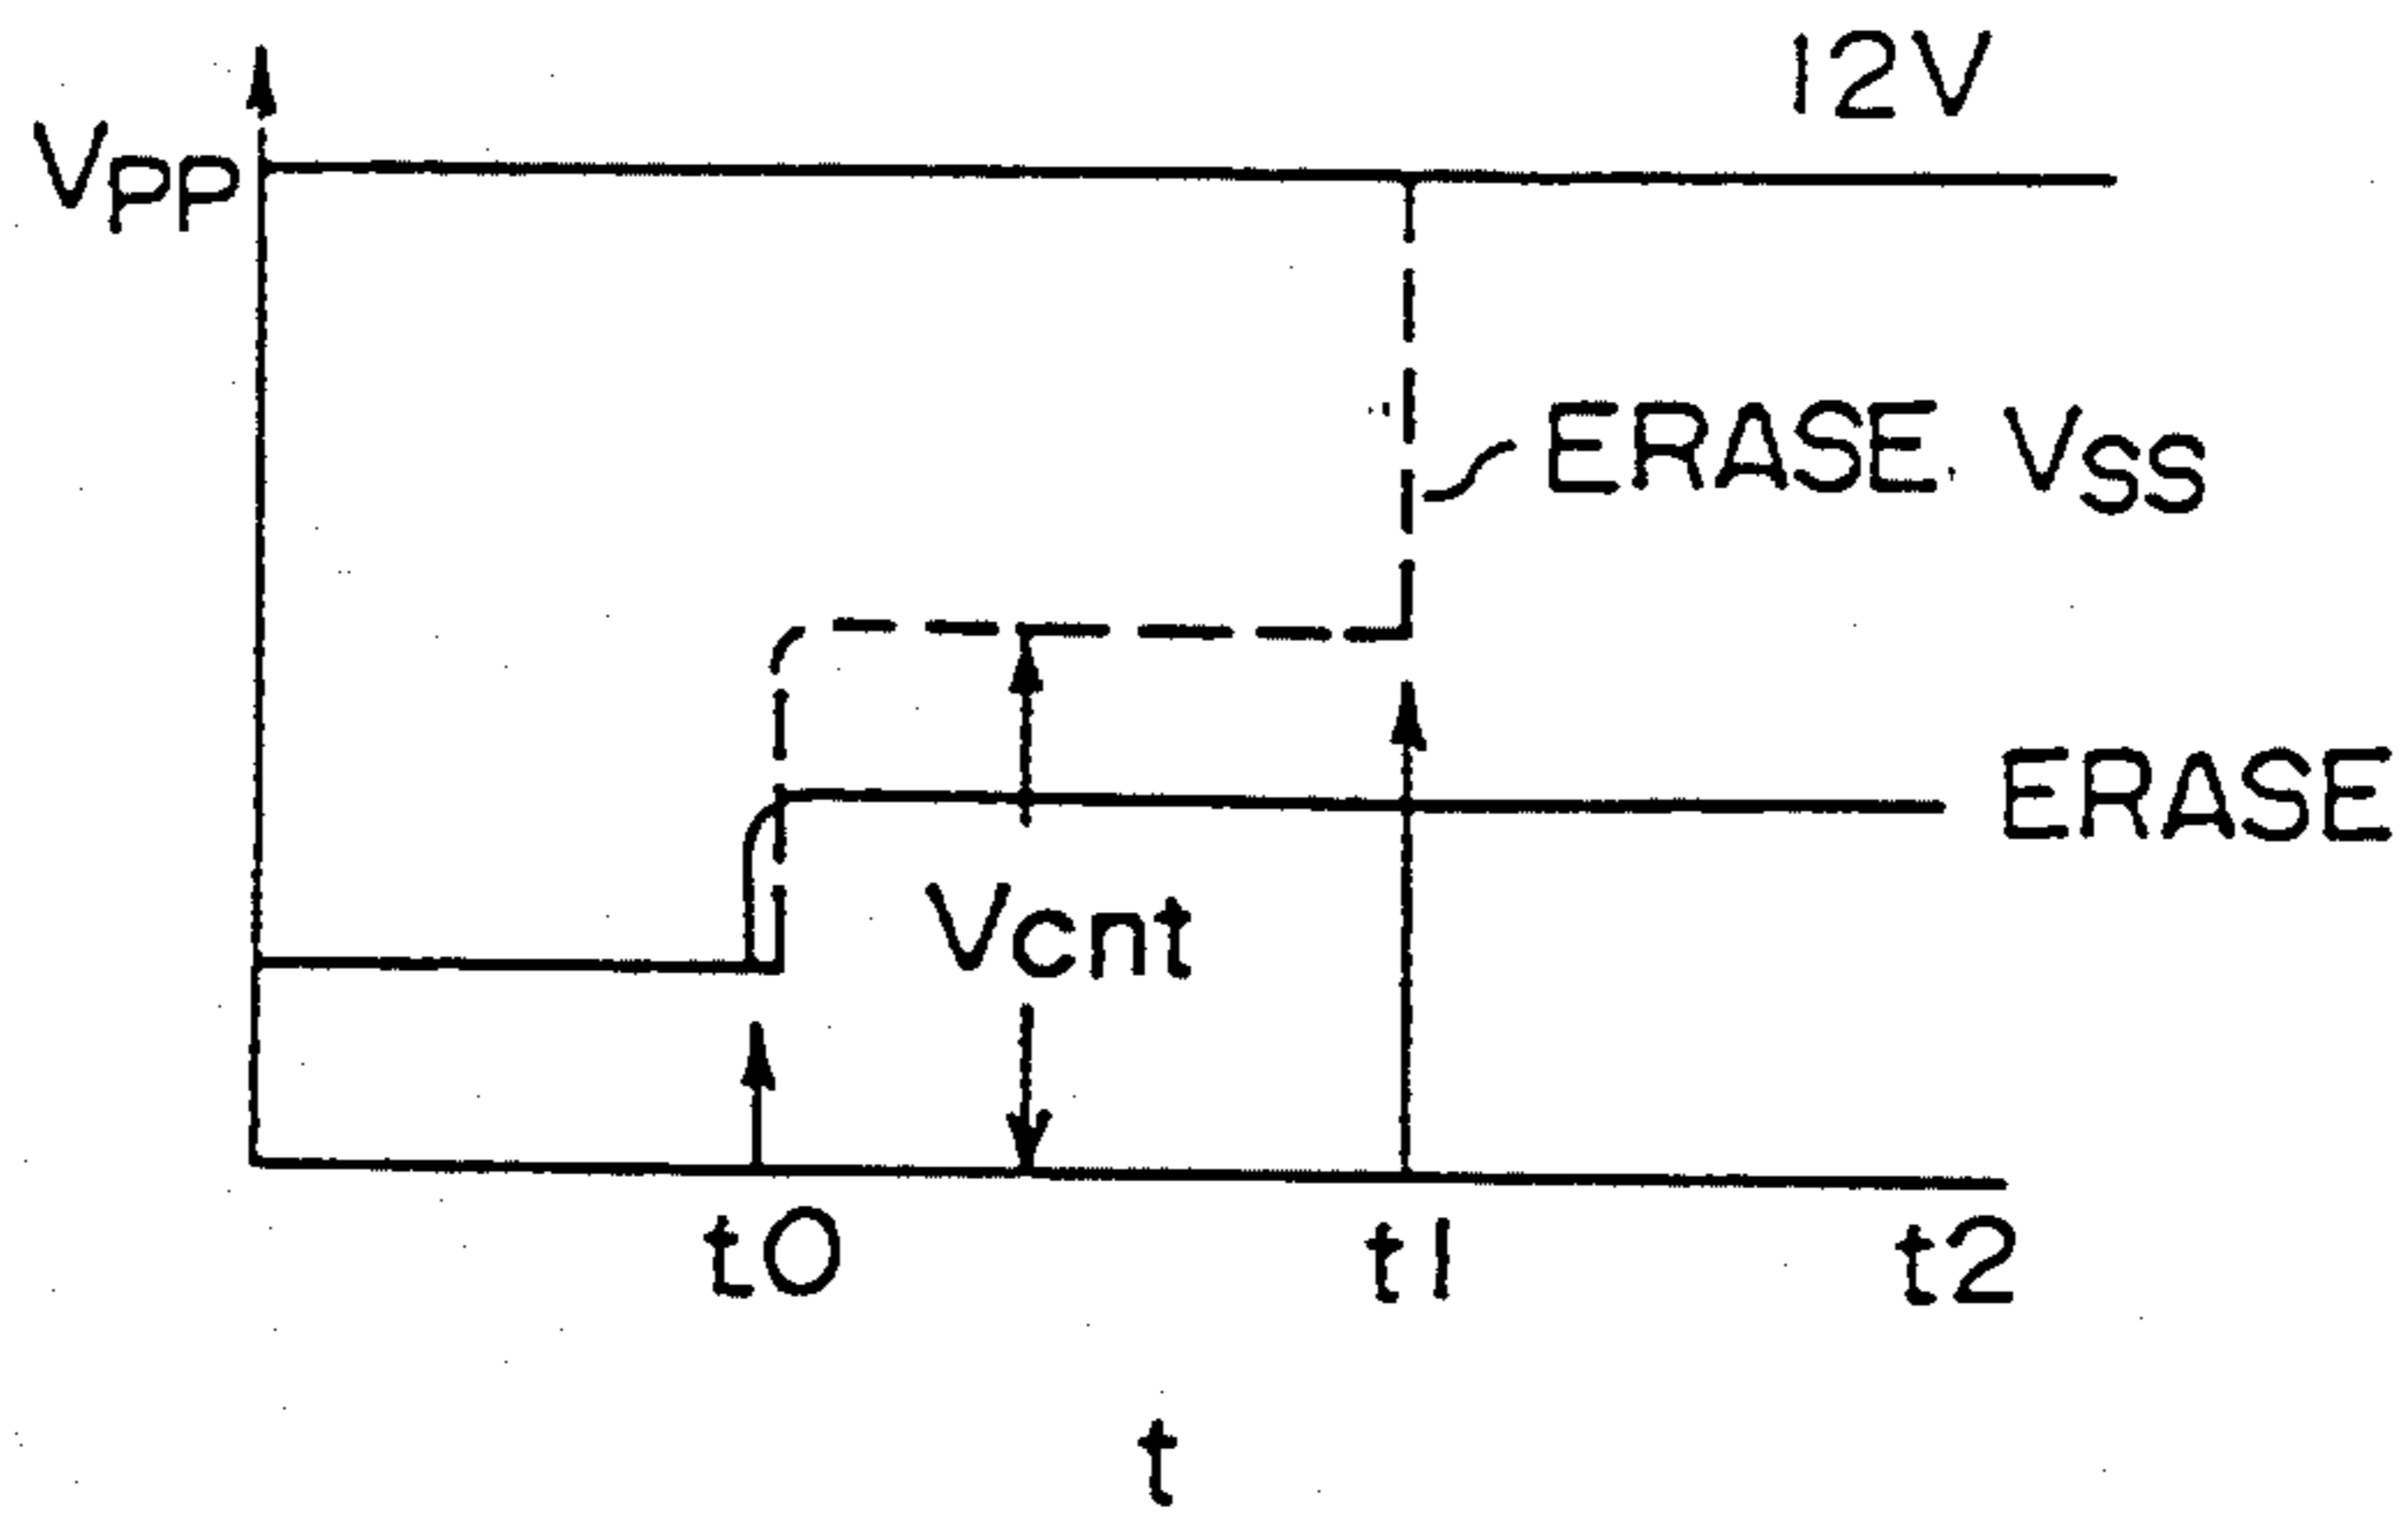 12V
VPP
ERASE. VSS
ERASE
Vcnt
t0 t1 t2
t